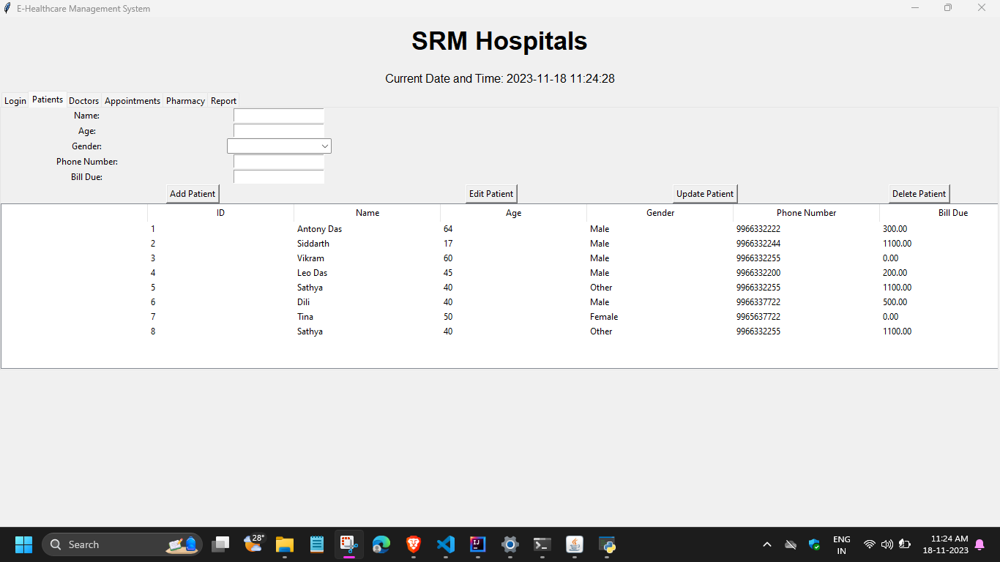 E-Healthcare Management System
SRM Hospitals
Current Date and Time: 2023-11-18 11:24:28
Login Patients Doctors Appointments Pharmacy Report
Name:
Age:
Gender:
Phone Number:
Bill Due:
Add Patient Edit Patient Update Patient Delete Patient
ID Name Age Gender Phone Number Bill Due
1 Antony Das 64 Male 9966332222 300.00
2 Siddarth 17 Male 9966332244 1100.00
3 Vikram 60 Male 9966332255 0.00
4 Leo Das 45 Male 9966332200 200.00
5 Sathya 40 Other 9966332255 1100.00
6 Dili 40 Male 9966337722 500.00
7 Tina 50 Female 9965637722 0.00
8 Sathya 40 Other 9966332255 1100.00
Search 28° IJ ENG 11:24 AM
IN 18-11-2023